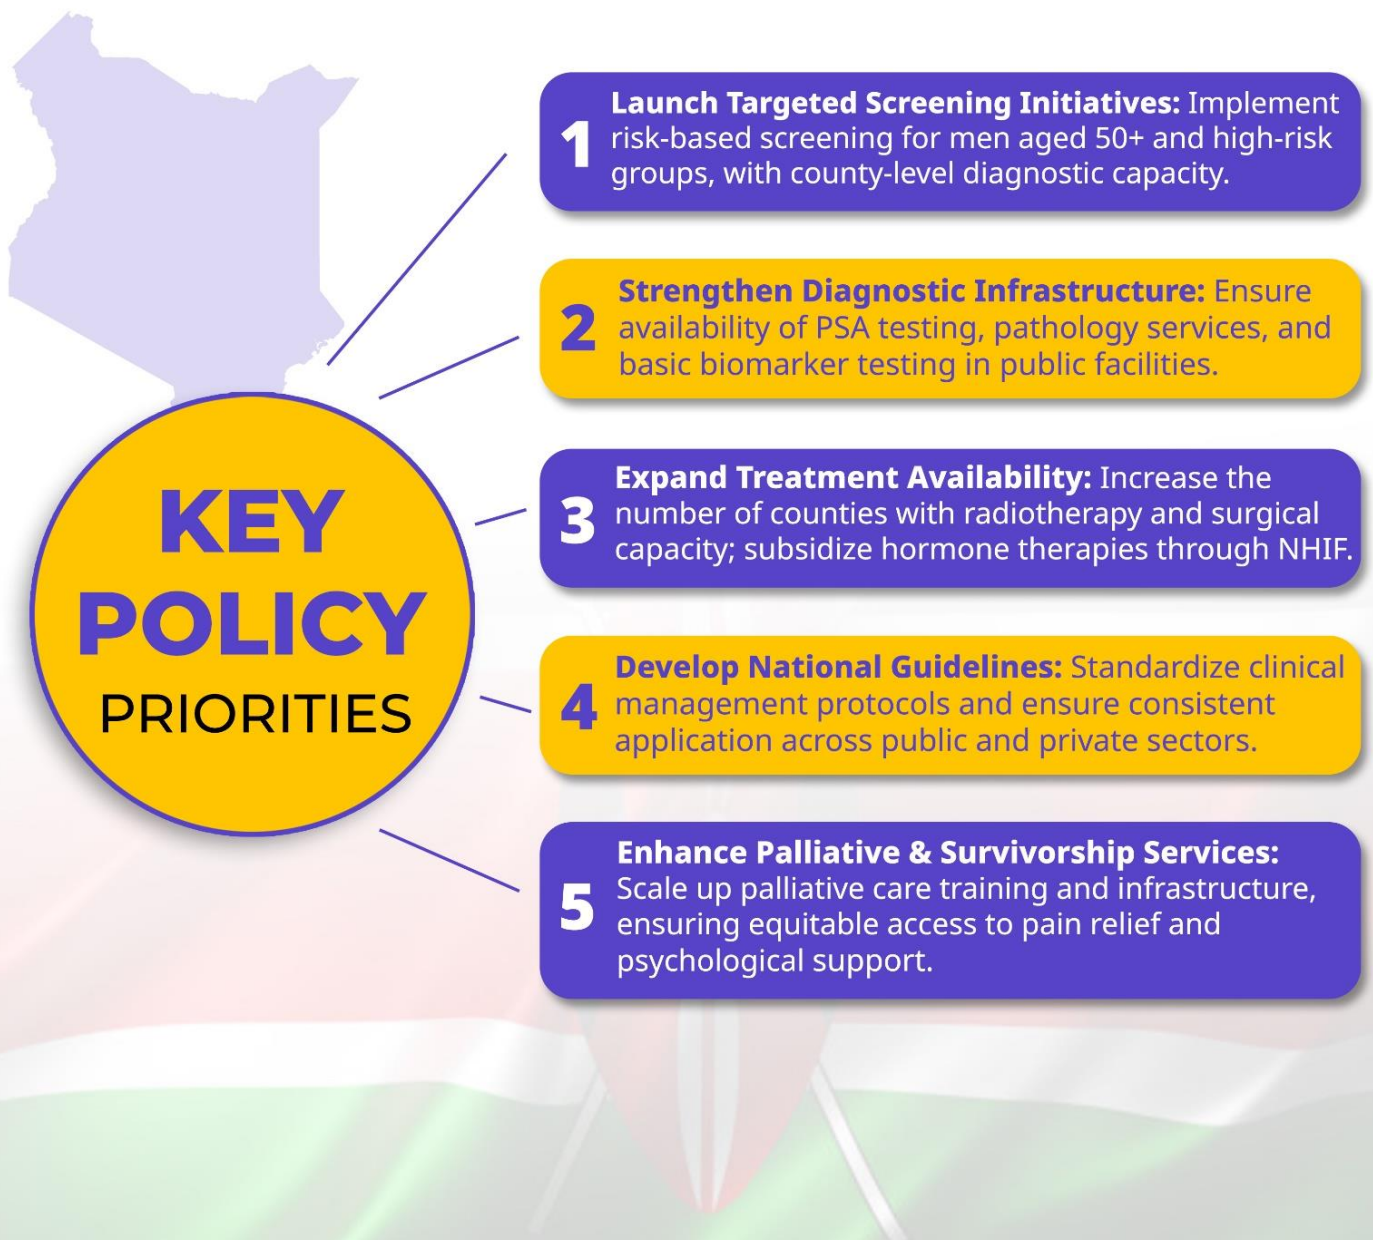 KEY
POLICY
PRIORITIES
1
Launch Targeted Screening Initiatives: Implement
risk-based screening for men aged 50+ and high-risk
groups, with county-level diagnostic capacity.
2
Strengthen Diagnostic Infrastructure: Ensure
availability of PSA testing, pathology services, and
basic biomarker testing in public facilities.
3
Expand Treatment Availability: Increase the
number of counties with radiotherapy and surgical
capacity; subsidize hormone therapies through NHIF.
4
Develop National Guidelines: Standardize clinical
management protocols and ensure consistent
application across public and private sectors.
5
Enhance Palliative & Survivorship Services:
Scale up palliative care training and infrastructure,
ensuring equitable access to pain relief and
psychological support.